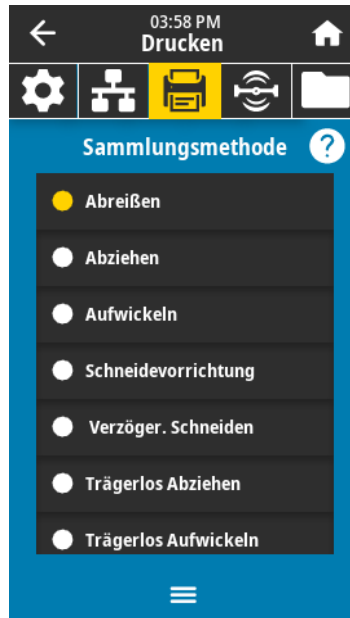 03:58 PM
Drucken
Sammlungsmethode ?
Abreißen
Abziehen
Aufwickeln
Schneidevorrichtung
Verzöger. Schneiden
Trägerlos Abziehen
Trägerlos Aufwickeln